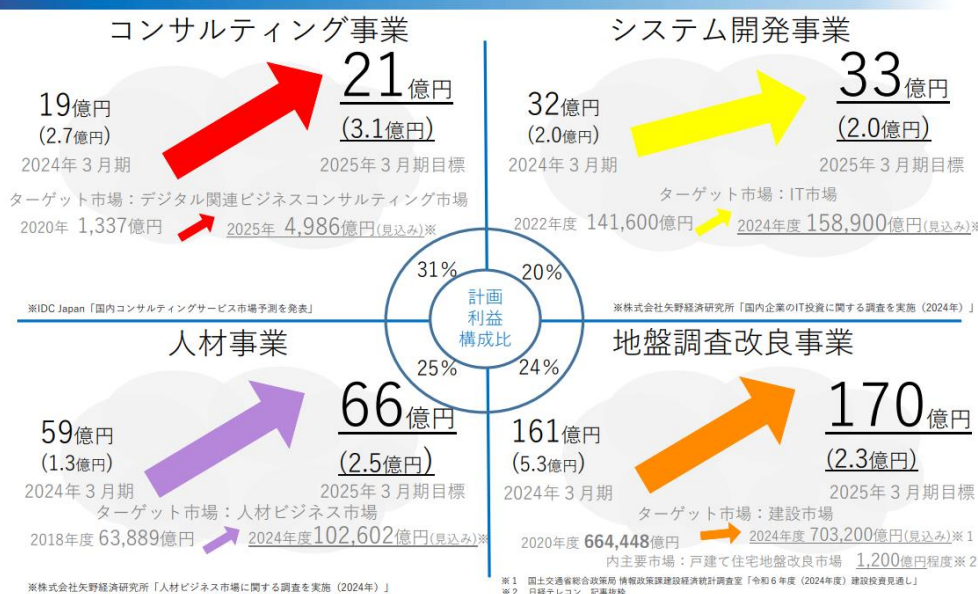 コンサルティング事業
19億円
(2.7億円)
2024年3月期
21億円
(3.1億円)
2025年3月期目標
ターゲット市場：デジタル関連ビジネスコンサルティング市場
2020年 1,337億円
2025年 4,986億円(見込み)※
※IDC Japan「国内コンサルティングサービス市場予測を発表」
システム開発事業
32億円
(2.0億円)
2024年3月期
33億円
(2.0億円)
2025年3月期目標
ターゲット市場：IT市場
2022年度 141,600億円
2024年度 158,900億円(見込み)※
※株式会社矢野経済研究所「国内企業のIT投資に関する調査を実施（2024年）」
31%
20%
計画
利益
構成比
25%
24%
人材事業
59億円
(1.3億円)
2024年3月期
66億円
(2.5億円)
2025年3月期目標
ターゲット市場：人材ビジネス市場
2018年度 63,889億円
2024年度102,602億円(見込み)※
※株式会社矢野経済研究所「人材ビジネス市場に関する調査を実施（2024年）」
地盤調査改良事業
161億円
(5.3億円)
2024年3月期
170億円
(2.3億円)
2025年3月期目標
ターゲット市場：建設市場
2020年度 664,448億円
2024年度 703,200億円(見込み)※1
内主要市場：戸建て住宅地盤改良市場 1,200億円程度※2
※1 国土交通省総合政策局 情報政策課建設経済統計調査室「令和6年度（2024年度）建設投資見通し」
※2 日経テレコン 記事抜粋